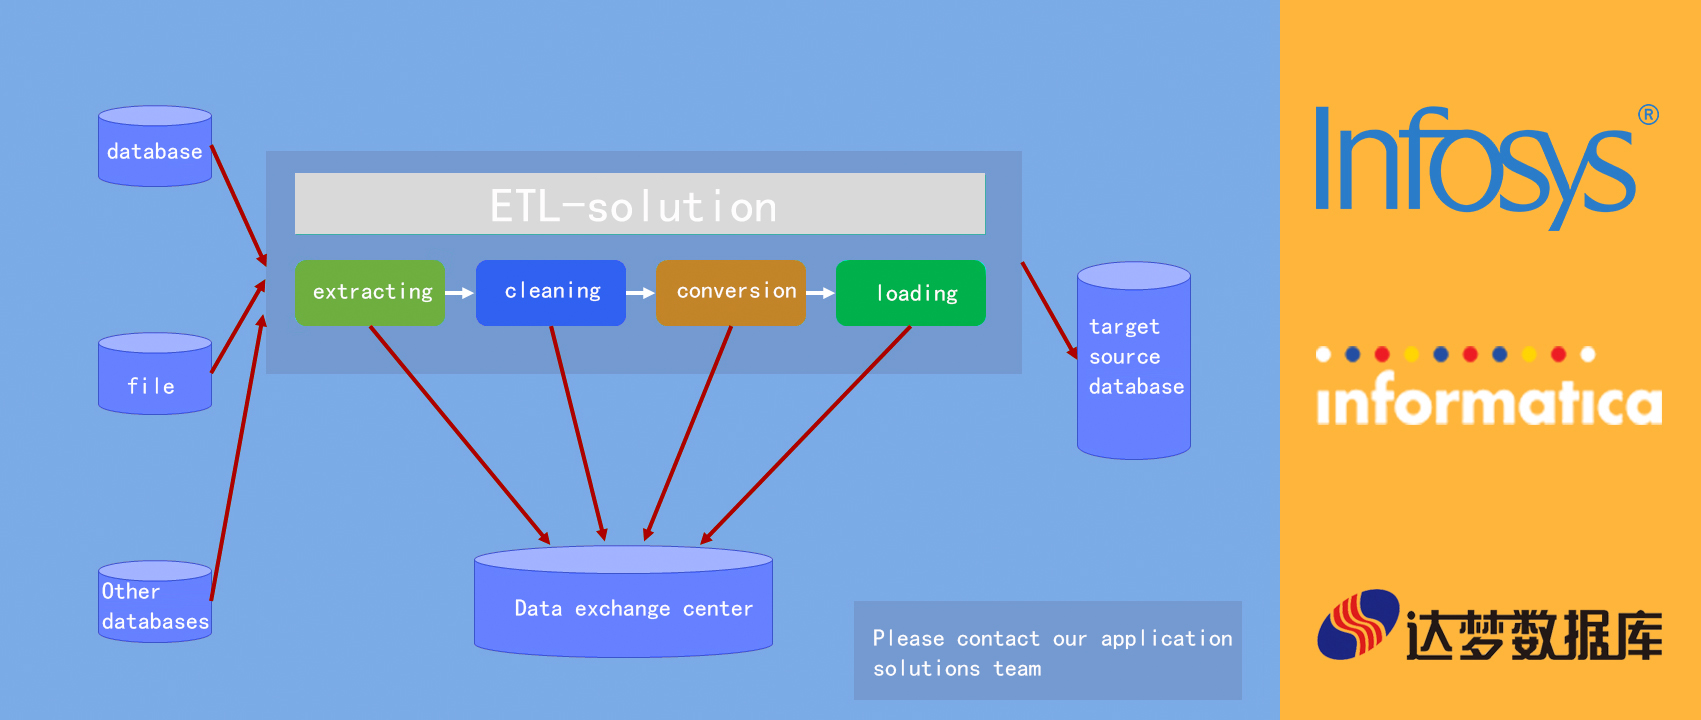 database
ETL-solution
extracting
cleaning
conversion
loading
file
target
source
database
Other
databases
Data exchange center
Please contact our application
solutions team
Infosys®
informatica
达梦数据库